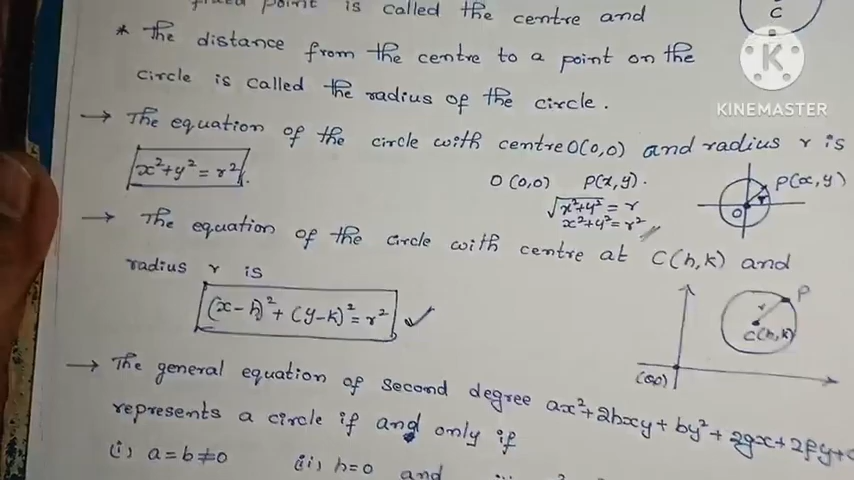 point is called the centre and
* the distance from the centre to a point on the
circle is called the radius of the circle.
→ The equation of the circle with centre O(0,0) and radius r is
x²+y² = r²
O (0,0) P(x,y).
√x²+y² = r
x²+y² = r²
P(x,y)
O
→ The equation of the circle with centre at C(h,k) and
radius r is
(x-h)² + (y-k)² = r² ✓
P
r
C(h,k)
(0,0)
→ The general equation of second degree ax²+2hxy+by²+2gx+2fy+c
represents a circle if and only if
(i) a=b≠0 (ii) h=0 and
C
K
KINEMASTER